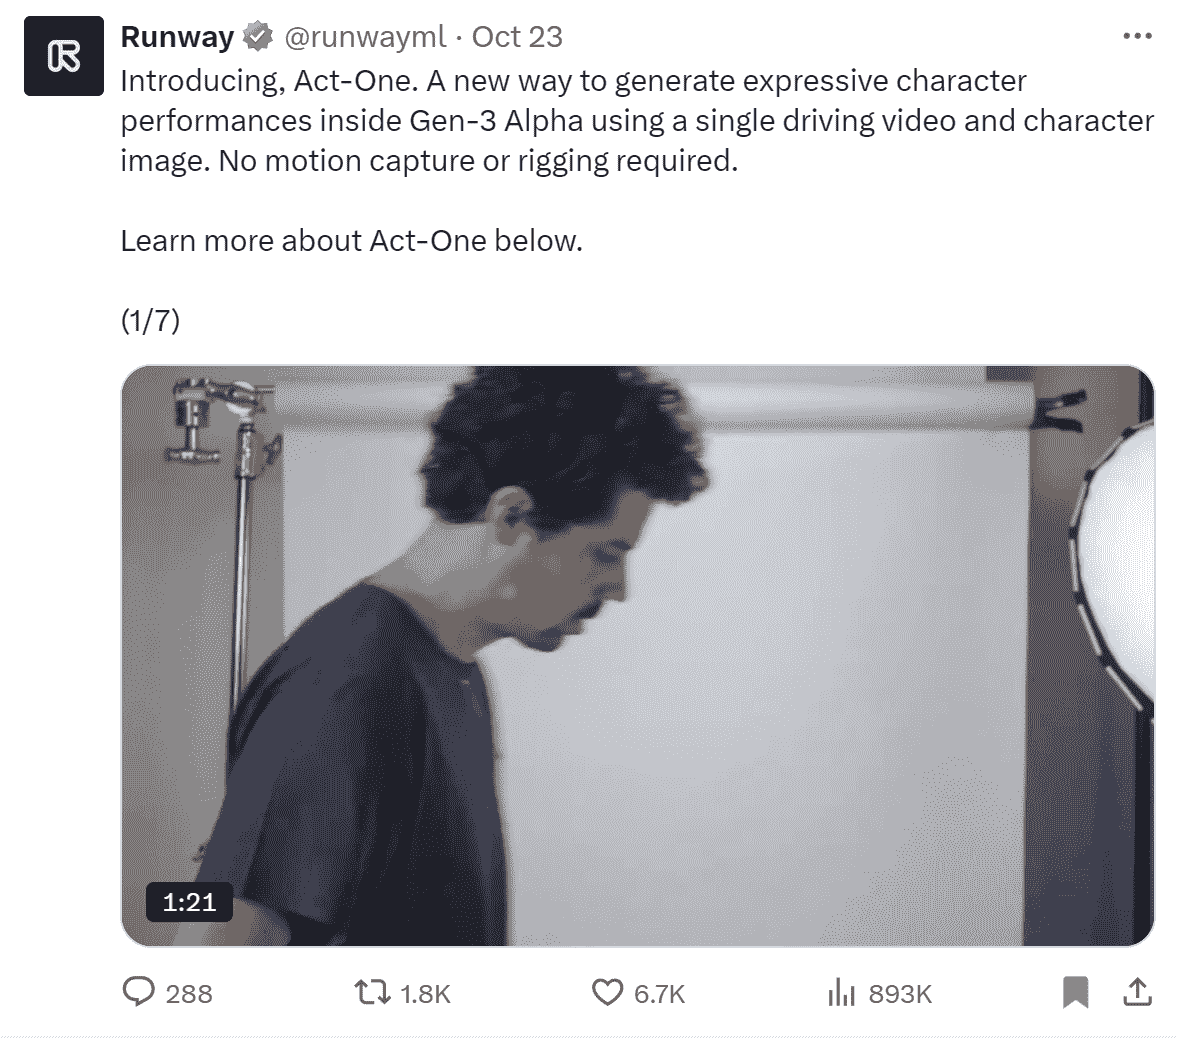 Runway @runwayml · Oct 23
Introducing, Act-One. A new way to generate expressive character
performances inside Gen-3 Alpha using a single driving video and character
image. No motion capture or rigging required.
Learn more about Act-One below.
(1/7)
1:21
288 1.8K 6.7K 893K